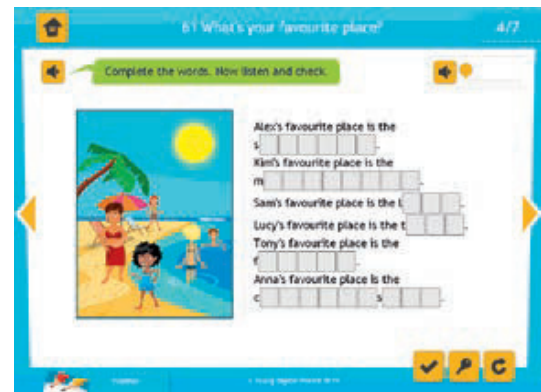 61 What's your favourite place?
4/7
Complete the words. Now listen and check.
Alex's favourite place is the
s
Kim's favourite place is the
m
Sam's favourite place is the l
Lucy's favourite place is the t
Tony's favourite place is the
f
Anna's favourite place is the
c s